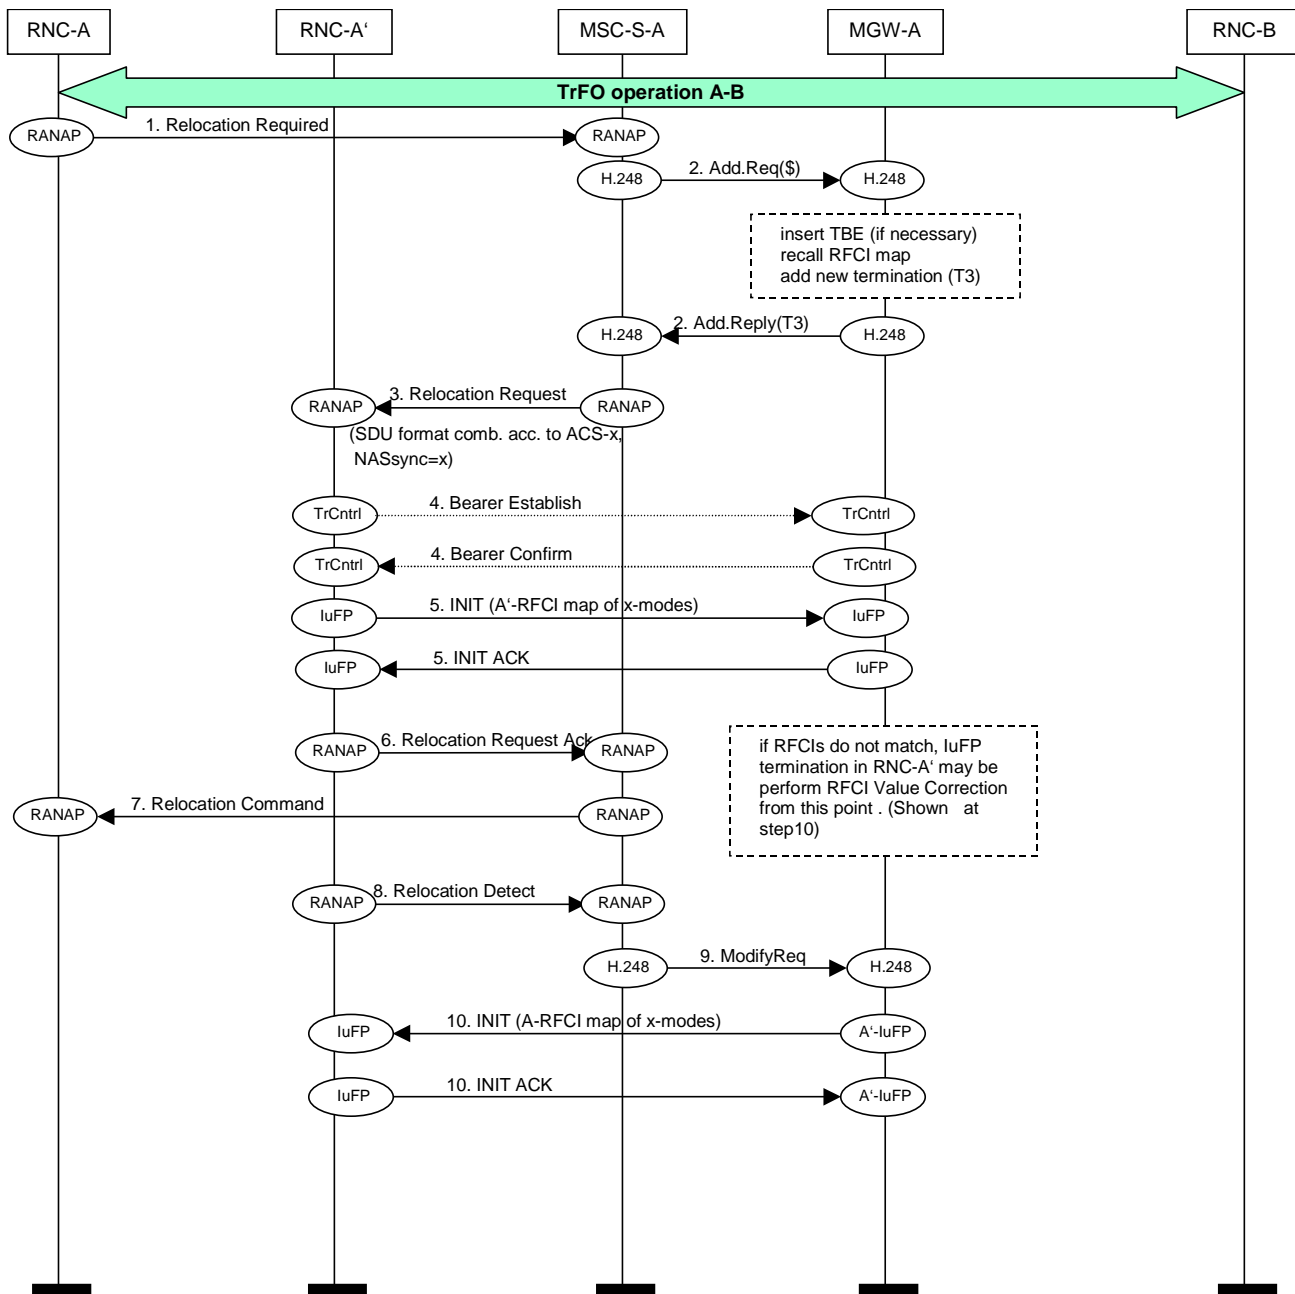 RNC-A
RNC-A‘
MSC-S-A
MGW-A
RNC-B
TrFO operation A-B
1. Relocation Required
RANAP
RANAP
2. Add.Req($)
H.248
H.248
insert TBE (if necessary)
recall RFCI map
add new termination (T3)
2. Add.Reply(T3)
H.248
H.248
3. Relocation Request
RANAP
RANAP
(SDU format comb. acc. to ACS-x,
NASsync=x)
4. Bearer Establish
TrCntrl
TrCntrl
4. Bearer Confirm
TrCntrl
TrCntrl
5. INIT (A‘-RFCI map of x-modes)
IuFP
IuFP
5. INIT ACK
IuFP
IuFP
6. Relocation Request Ack
RANAP
RANAP
if RFCIs do not match, IuFP
termination in RNC-A‘ may be
perform RFCI Value Correction
from this point . (Shown at
step10)
7. Relocation Command
RANAP
RANAP
8. Relocation Detect
RANAP
RANAP
9. ModifyReq
H.248
H.248
10. INIT (A-RFCI map of x-modes)
IuFP
A‘-IuFP
10. INIT ACK
IuFP
A‘-IuFP